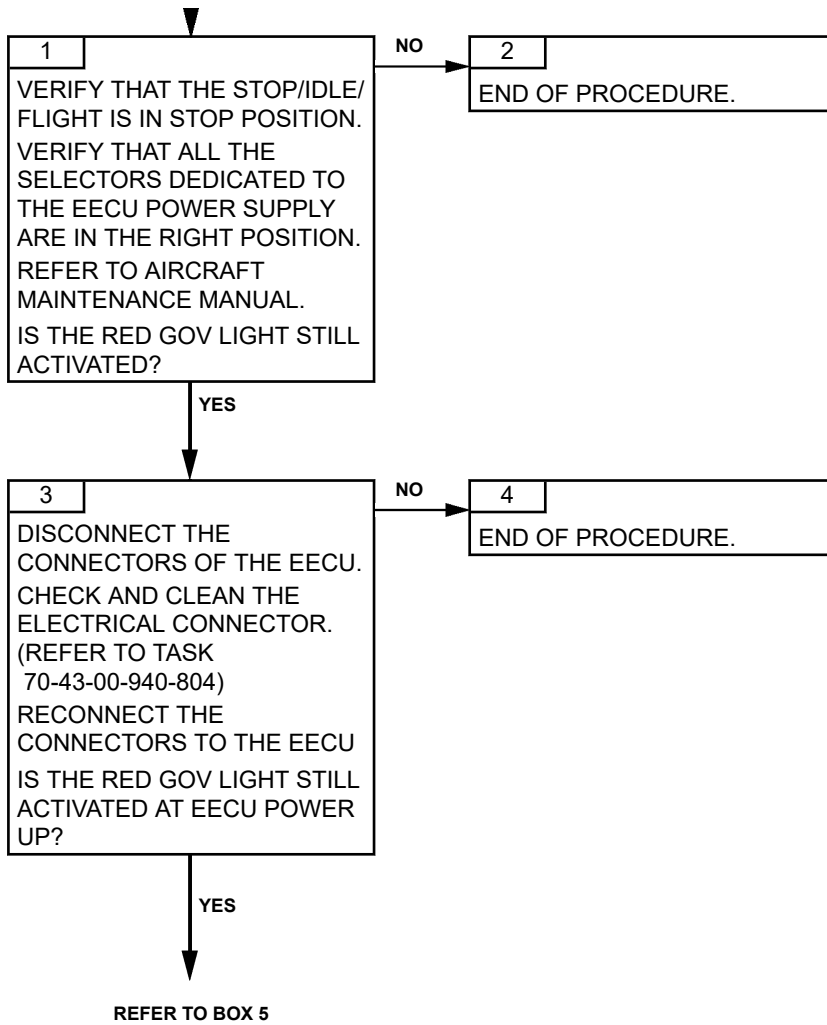 1
NO
2
VERIFY THAT THE STOP/IDLE/
FLIGHT IS IN STOP POSITION.
END OF PROCEDURE.
VERIFY THAT ALL THE
SELECTORS DEDICATED TO
THE EECU POWER SUPPLY
ARE IN THE RIGHT POSITION.
REFER TO AIRCRAFT
MAINTENANCE MANUAL.
IS THE RED GOV LIGHT STILL
ACTIVATED?
YES
3
NO
4
DISCONNECT THE
CONNECTORS OF THE EECU.
END OF PROCEDURE.
CHECK AND CLEAN THE
ELECTRICAL CONNECTOR.
(REFER TO TASK
70-43-00-940-804)
RECONNECT THE
CONNECTORS TO THE EECU
IS THE RED GOV LIGHT STILL
ACTIVATED AT EECU POWER
UP?
YES
REFER TO BOX 5